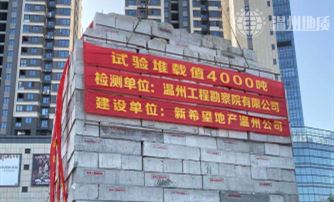 温州地质
试验堆载值4000吨
检测单位：温州工程勘察院有限公司
建设单位：新希望地产温州公司